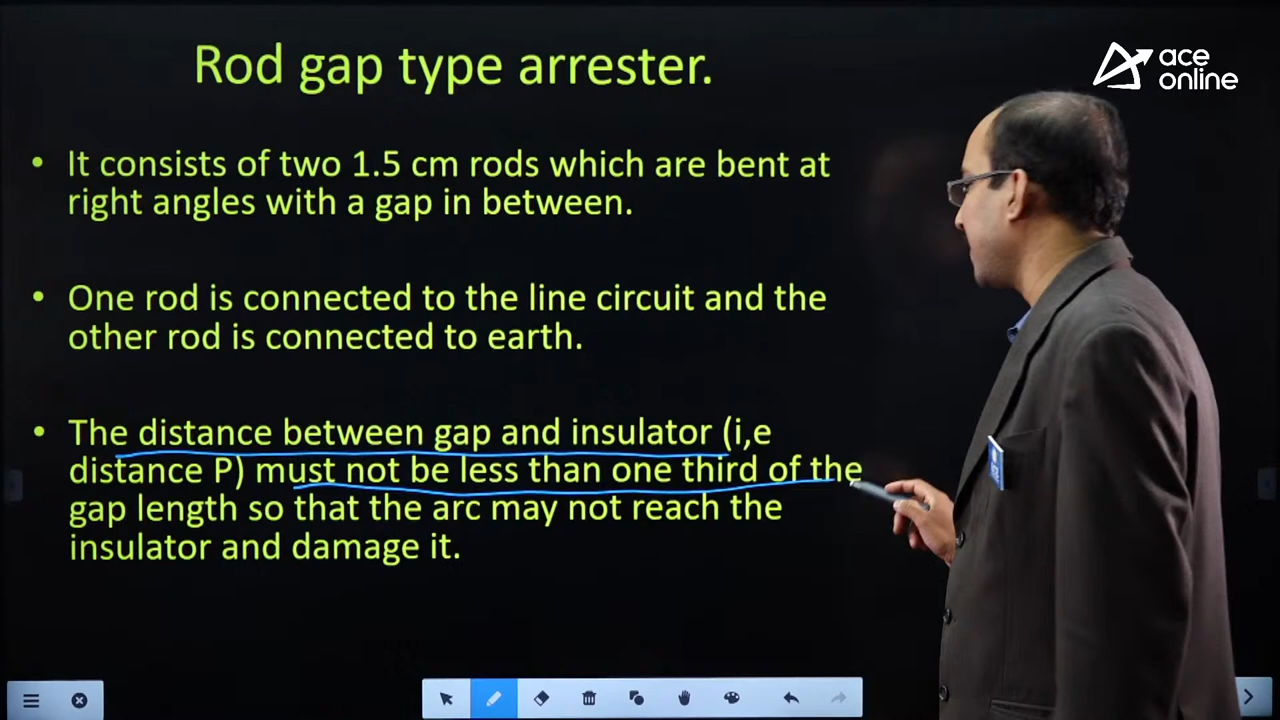 Rod gap type arrester.
ace
online
• It consists of two 1.5 cm rods which are bent at
right angles with a gap in between.
• One rod is connected to the line circuit and the
other rod is connected to earth.
• The distance between gap and insulator (i,e
distance P) must not be less than one third of the
gap length so that the arc may not reach the
insulator and damage it.